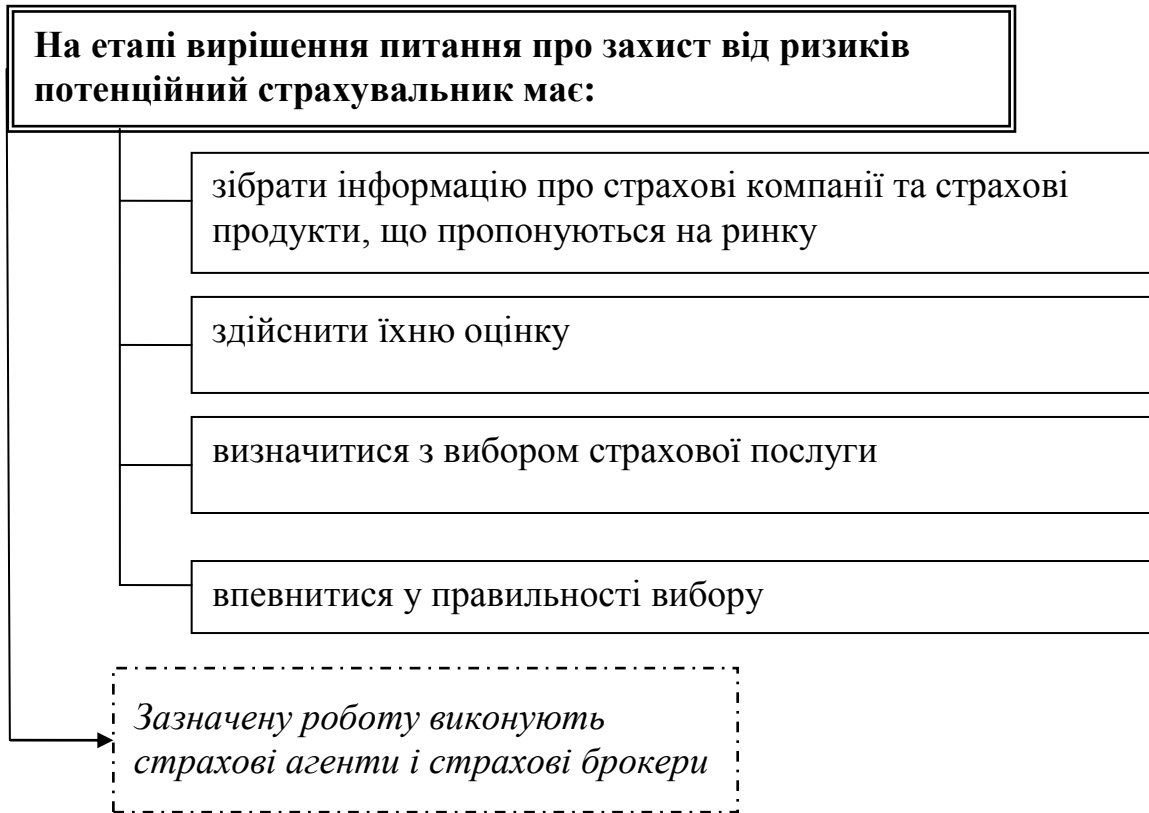 На етапі вирішення питання про захист від ризиків
потенційний страхувальник має:
зібрати інформацію про страхові компанії та страхові
продукти, що пропонуються на ринку
здійснити їхню оцінку
визначитися з вибором страхової послуги
впевнитися у правильності вибору
Зазначену роботу виконують
страхові агенти і страхові брокери